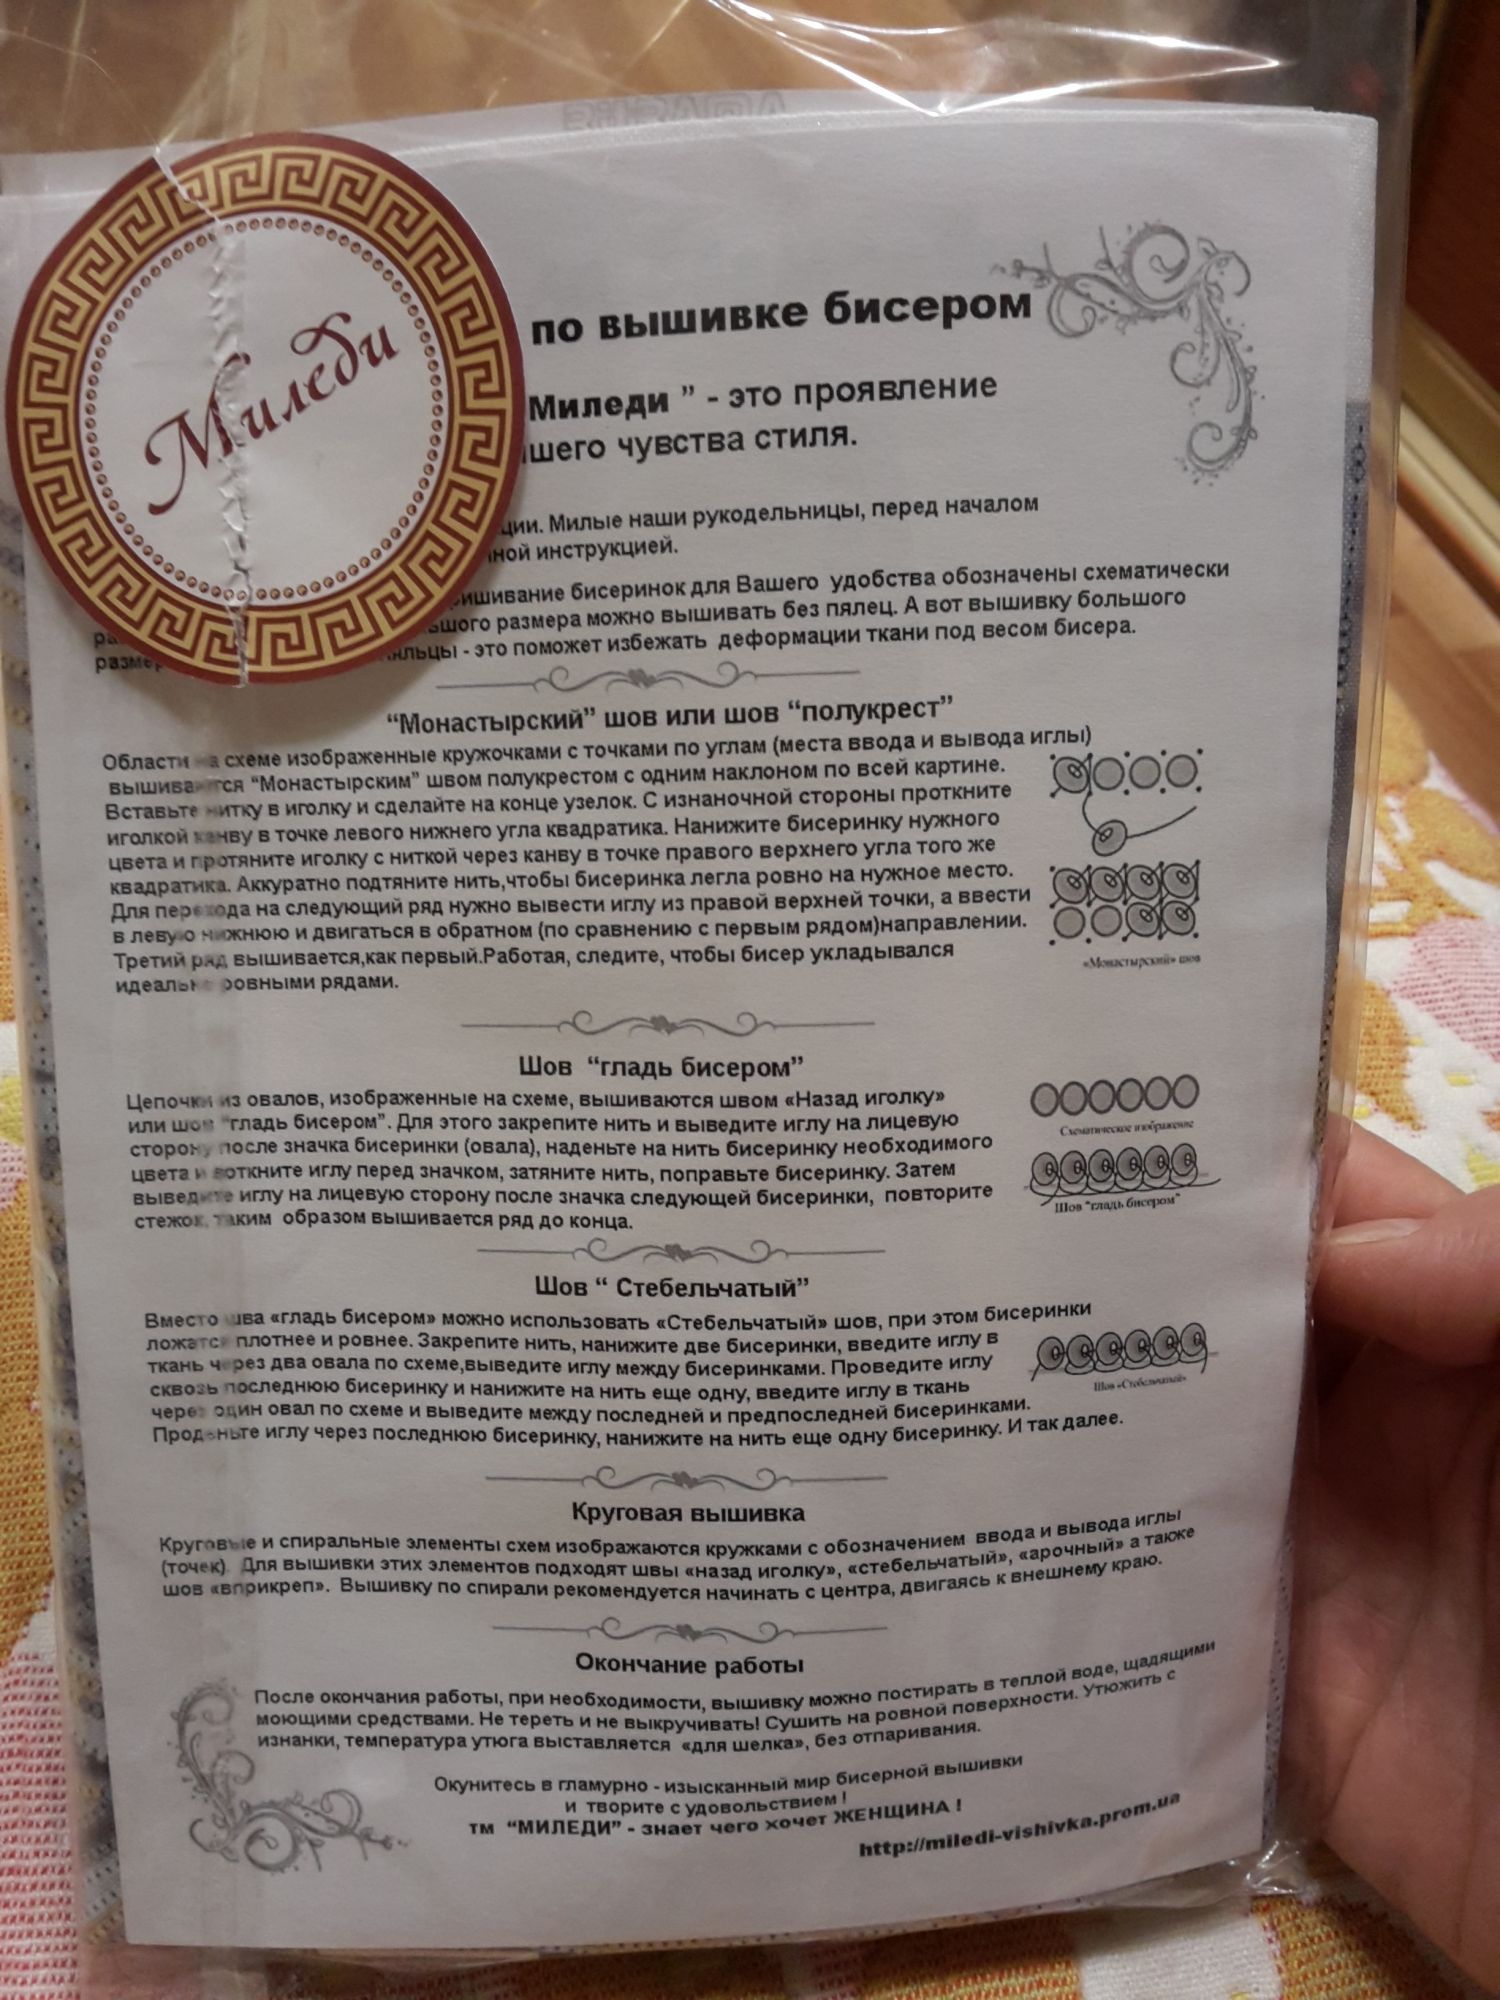 Миледи
по вышивке бисером
Миледи ” - это проявление
шего чувства стиля.
ции. Милые наши рукодельницы, перед началом
ной инструкцией.
ишивание бисеринок для Вашего удобства обозначены схематически
ьшого размера можно вышивать без пялец. А вот вышивку большого
размер пяльцы - это поможет избежать деформации ткани под весом бисера.
“Монастырский” шов или шов “полукрест”
Области на схеме изображенные кружочками с точками по углам (места ввода и вывода иглы)
вышиваются “Монастырским” швом полукрестом с одним наклоном по всей картине.
Вставьте нитку в иголку и сделайте на конце узелок. С изнаночной стороны проткните
иголкой канву в точке левого нижнего угла квадратика. Нанижите бисеринку нужного
цвета и протяните иголку с ниткой через канву в точке правого верхнего угла того же
квадратика. Аккуратно подтяните нить,чтобы бисеринка легла ровно на нужное место.
Для перехода на следующий ряд нужно вывести иглу из правой верхней точки, а ввести
в левую нижнюю и двигаться в обратном (по сравнению с первым рядом)направлении.
Третий ряд вышивается,как первый.Работая, следите, чтобы бисер укладывался
идеально ровными рядами.
«Монастырский» шов
Шов “гладь бисером”
Цепочки из овалов, изображенные на схеме, вышиваются швом «Назад иголку»
или шов “гладь бисером”. Для этого закрепите нить и выведите иглу на лицевую
сторону после значка бисеринки (овала), наденьте на нить бисеринку необходимого
цвета и воткните иглу перед значком, затяните нить, поправьте бисеринку. Затем
выведите иглу на лицевую сторону после значка следующей бисеринки, повторите
стежок, таким образом вышивается ряд до конца.
Схематическое изображение
Шов “гладь бисером”
Шов “ Стебельчатый”
Вместо шва «гладь бисером» можно использовать «Стебельчатый» шов, при этом бисеринки
ложатся плотнее и ровнее. Закрепите нить, нанижите две бисеринки, введите иглу в
ткань через два овала по схеме,выведите иглу между бисеринками. Проведите иглу
сквозь последнюю бисеринку и нанижите на нить еще одну, введите иглу в ткань
через один овал по схеме и выведите между последней и предпоследней бисеринками.
Проденьте иглу через последнюю бисеринку, нанижите на нить еще одну бисеринку. И так далее.
Шов «Стебельчатый»
Круговая вышивка
Круговые и спиральные элементы схем изображаются кружками с обозначением ввода и вывода иглы
(точек). Для вышивки этих элементов подходят швы «назад иголку», «стебельчатый», «арочный» а также
шов «вприкреп». Вышивку по спирали рекомендуется начинать с центра, двигаясь к внешнему краю.
Окончание работы
После окончания работы, при необходимости, вышивку можно постирать в теплой воде, щадящими
моющими средствами. Не тереть и не выкручивать! Сушить на ровной поверхности. Утюжить с
изнанки, температура утюга выставляется «для шелка», без отпаривания.
Окунитесь в гламурно - изысканный мир бисерной вышивки
и творите с удовольствием !
тм “МИЛЕДИ” - знает чего хочет ЖЕНЩИНА !
http://miledi-vishivka.prom.ua